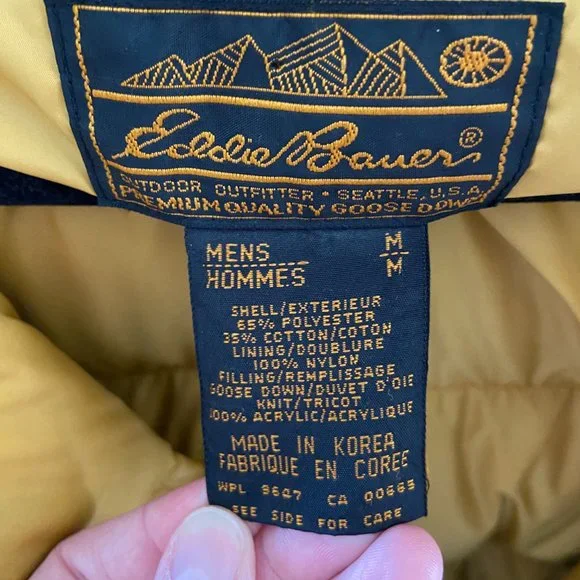 Eddie Bauer®
OUTDOOR OUTFITTER • SEATTLE, U.S.A.
PREMIUM QUALITY GOOSE DOWN
MENS M
HOMMES M
SHELL/EXTERIEUR
65% POLYESTER
35% COTTON/COTON
LINING/DOUBLURE
100% NYLON
FILLING/REMPLISSAGE
GOOSE DOWN/DUVET D'OIE
KNIT/TRICOT
100% ACRYLIC/ACRYLIQUE
MADE IN KOREA
FABRIQUE EN COREE
WPL 9647 CA 00665
SEE SIDE FOR CARE